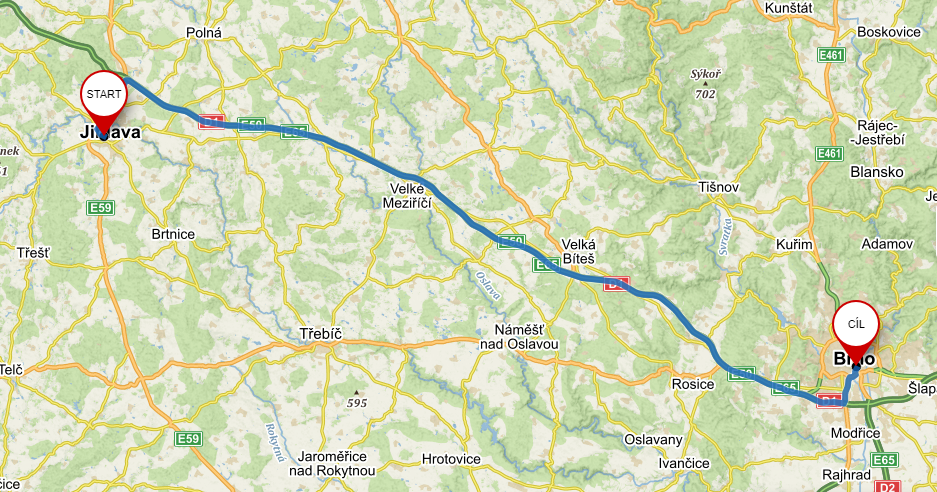 Kunštát
Polná
Boskovice
E461
Sýkoř
702
START
D1
E50
E65
Jihlava
Rájec-
-Jestřebí
E461
Blansko
Velké
Meziříčí
Tišnov
E59
Brtnice
Svratka
Třešť
Kuřim
Adamov
E50
Velká
Bíteš
E65
Oslava
D1
CÍL
Třebíč
Náměšť
nad Oslavou
Brno
Telč
E50
Rosice
E65
Šlap
595
D1
Modřice
E59
Rokytná
Oslavany
Jaroměřice
nad Rokytnou
Hrotovice
Ivančice
E65
Rajhrad
D2